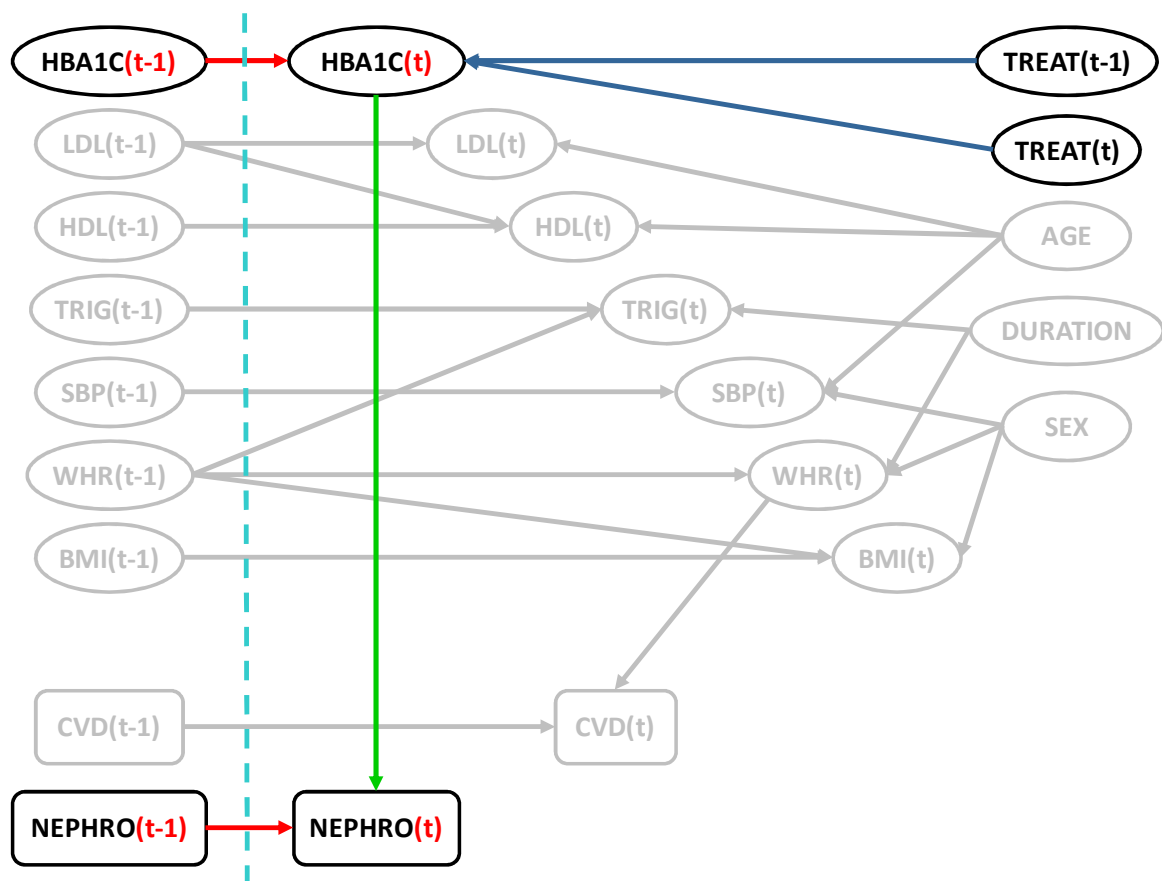 HBA1C(t-1)
HBA1C(t)
TREAT(t-1)
LDL(t-1)
LDL(t)
TREAT(t)
HDL(t-1)
HDL(t)
AGE
TRIG(t-1)
TRIG(t)
DURATION
SBP(t-1)
SBP(t)
SEX
WHR(t-1)
WHR(t)
BMI(t-1)
BMI(t)
CVD(t-1)
CVD(t)
NEPHRO(t-1)
NEPHRO(t)